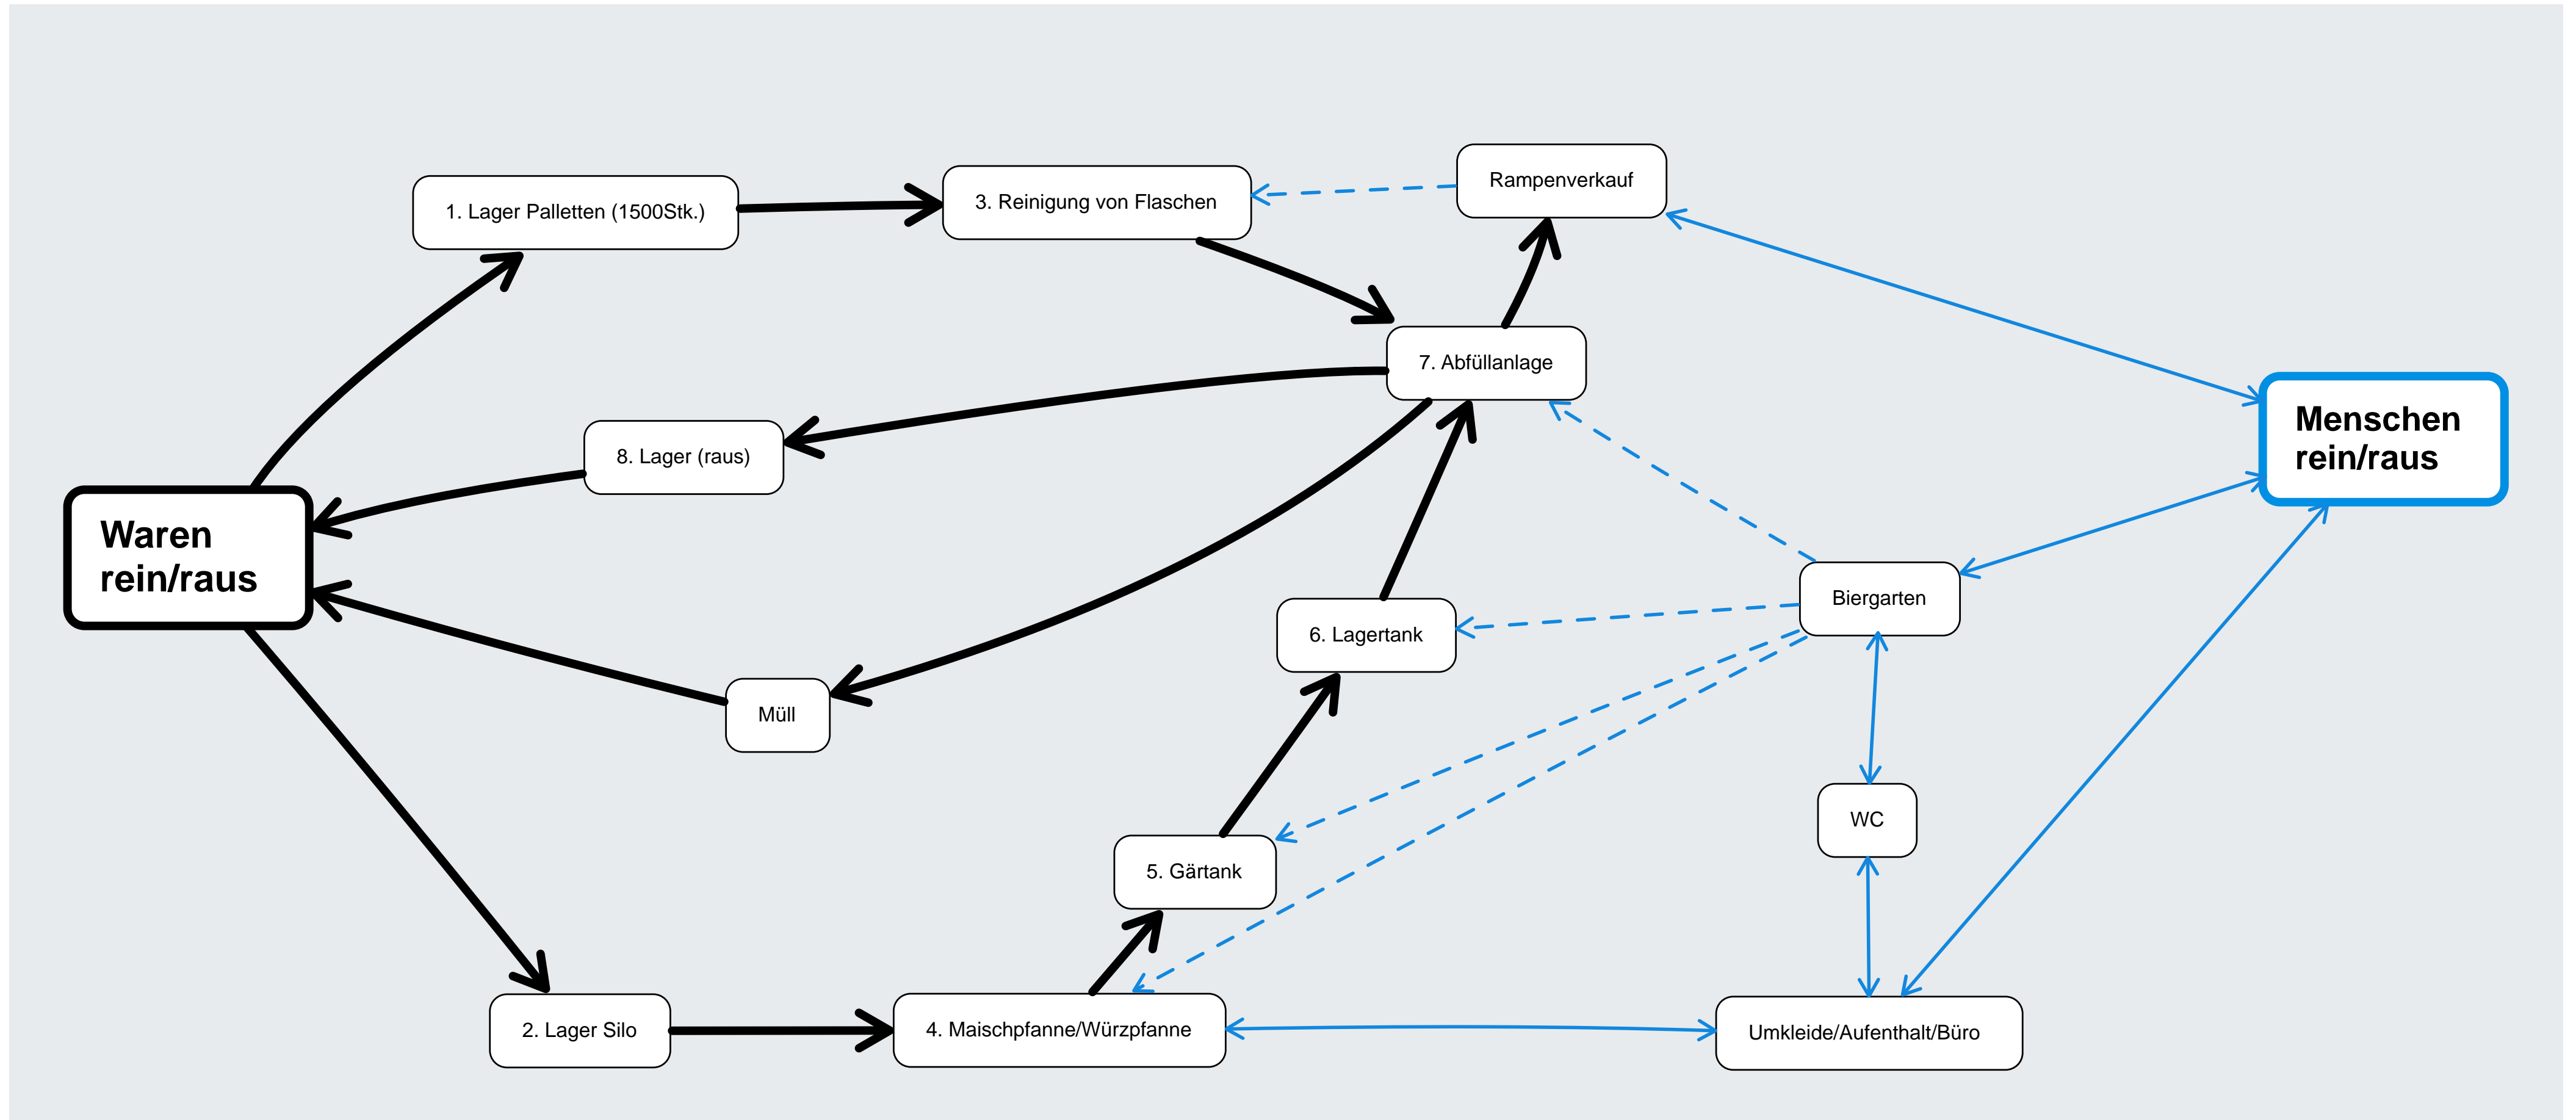 Rampenverkauf
1. Lager Palletten (1500Stk.)
3. Reinigung von Flaschen
7. Abfüllanlage
Menschen
rein/raus
8. Lager (raus)
Waren
rein/raus
Biergarten
6. Lagertank
Müll
WC
5. Gärtank
2. Lager Silo
4. Maischpfanne/Würzpfanne
Umkleide/Aufenthalt/Büro